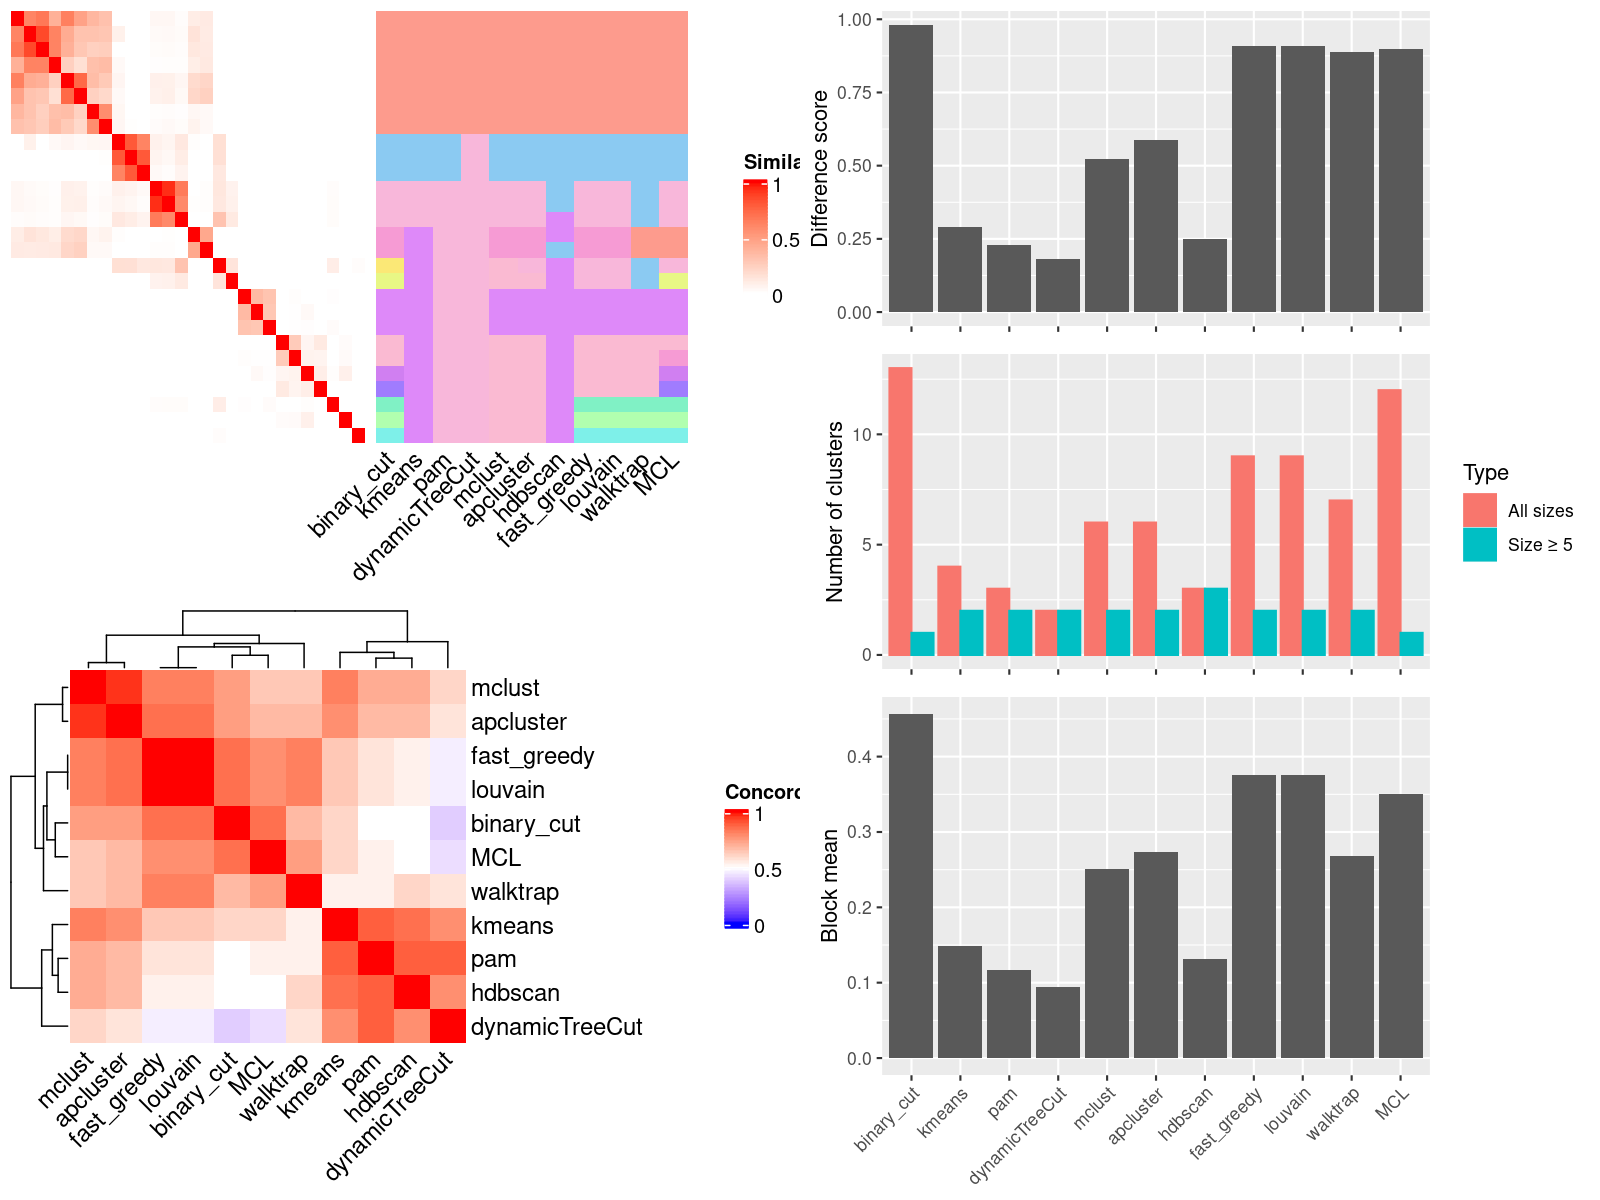 Simila
1
0.5
0
binary_cut
kmeans
pam
dynamicTreeCut
mclust
apcluster
hdbscan
fast_greedy
louvain
walktrap
MCL
mclust
apcluster
fast_greedy
louvain
binary_cut
MCL
walktrap
kmeans
pam
hdbscan
dynamicTreeCut
Concord
1
0.5
0
mclust
apcluster
fast_greedy
louvain
binary_cut
MCL
walktrap
kmeans
pam
hdbscan
dynamicTreeCut
Difference score
1.00
0.75
0.50
0.25
0.00
Number of clusters
10
5
0
Type
All sizes
Size ≥ 5
Block mean
0.4
0.3
0.2
0.1
0.0
binary_cut
kmeans
pam
dynamicTreeCut
mclust
apcluster
hdbscan
fast_greedy
louvain
walktrap
MCL